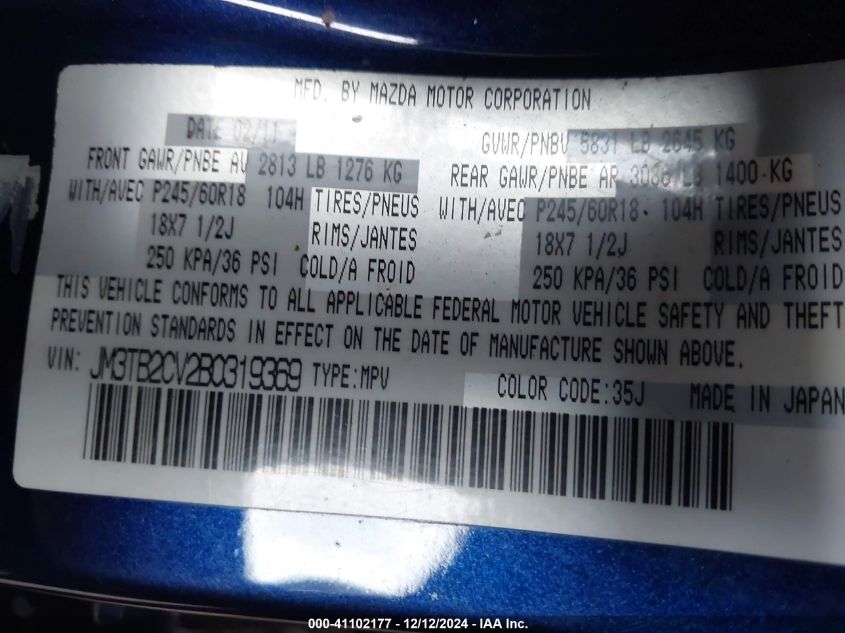 MFD. BY MAZDA MOTOR CORPORATION
DATE 02/11 GVWR/PNBV 5831 LB 2645 KG
FRONT GAWR/PNBE AV 2813 LB 1276 KG REAR GAWR/PNBE AR 3086 LB 1400 KG
WITH/AVEC P245/60R18 104H TIRES/PNEUS WITH/AVEC P245/60R18 104H TIRES/PNEUS
18X7 1/2J RIMS/JANTES 18X7 1/2J RIMS/JANTES
250 KPA/36 PSI COLD/A FROID 250 KPA/36 PSI COLD/A FROID
THIS VEHICLE CONFORMS TO ALL APPLICABLE FEDERAL MOTOR VEHICLE SAFETY AND THEFT
PREVENTION STANDARDS IN EFFECT ON THE DATE OF MANUFACTURE SHOWN ABOVE.
VIN: JM3TB2CV2B0319369 TYPE:MPV COLOR CODE:35J MADE IN JAPAN
000-41102177 - 12/12/2024 - IAA Inc.